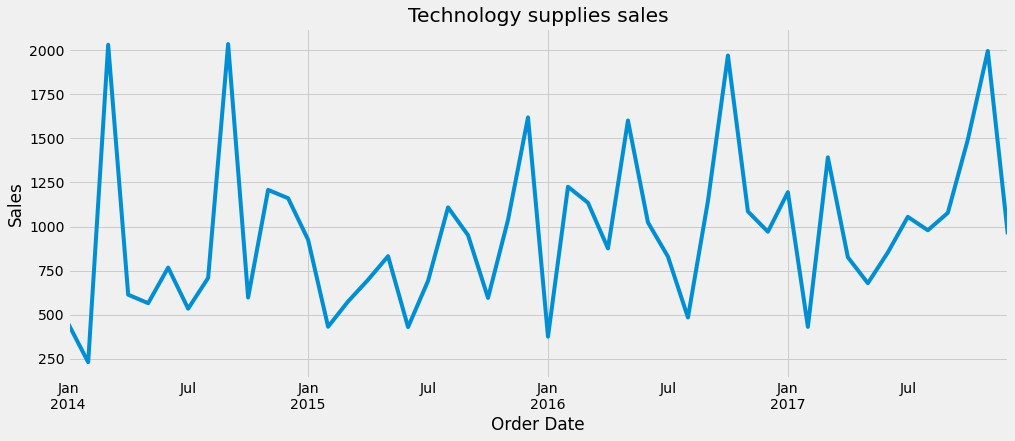 Technology supplies sales
2000
1750
1500
1250
1000
750
500
250
Sales
Jan Jul Jan Jul Jan Jul Jan Jul
2014 2015 2016 2017
Order Date